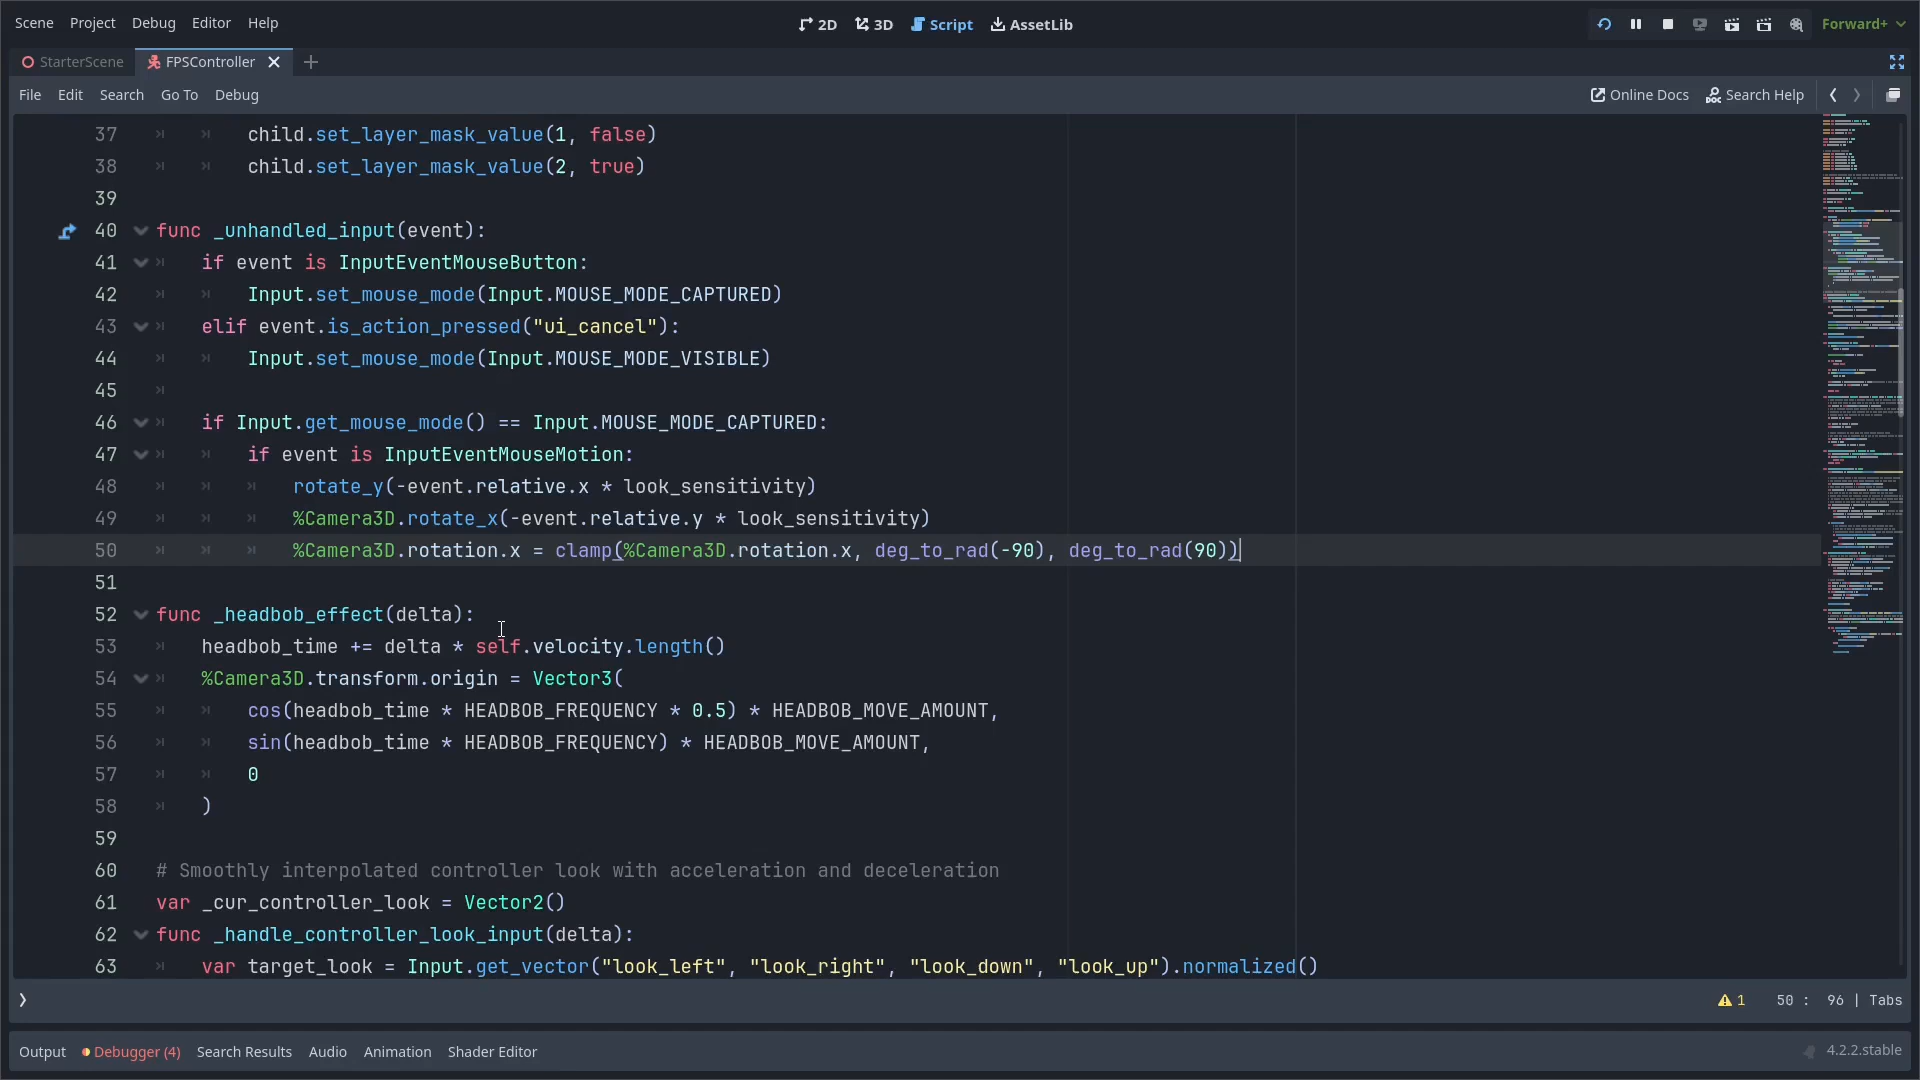 Scene Project Debug Editor Help
2D 3D Script AssetLib
Forward+
StarterScene FPSController
File Edit Search Go To Debug
Online Docs Search Help
37 child.set_layer_mask_value(1, false)
38 child.set_layer_mask_value(2, true)
39
40 func _unhandled_input(event):
41 if event is InputEventMouseButton:
42 Input.set_mouse_mode(Input.MOUSE_MODE_CAPTURED)
43 elif event.is_action_pressed("ui_cancel"):
44 Input.set_mouse_mode(Input.MOUSE_MODE_VISIBLE)
45
46 if Input.get_mouse_mode() == Input.MOUSE_MODE_CAPTURED:
47 if event is InputEventMouseMotion:
48 rotate_y(-event.relative.x * look_sensitivity)
49 %Camera3D.rotate_x(-event.relative.y * look_sensitivity)
50 %Camera3D.rotation.x = clamp(%Camera3D.rotation.x, deg_to_rad(-90), deg_to_rad(90))
51
52 func _headbob_effect(delta):
53 headbob_time += delta * self.velocity.length()
54 %Camera3D.transform.origin = Vector3(
55 cos(headbob_time * HEADBOB_FREQUENCY * 0.5) * HEADBOB_MOVE_AMOUNT,
56 sin(headbob_time * HEADBOB_FREQUENCY) * HEADBOB_MOVE_AMOUNT,
57 0
58 )
59
60 # Smoothly interpolated controller look with acceleration and deceleration
61 var _cur_controller_look = Vector2()
62 func _handle_controller_look_input(delta):
63 var target_look = Input.get_vector("look_left", "look_right", "look_down", "look_up").normalized()
1 50 : 96 | Tabs
Output Debugger (4) Search Results Audio Animation Shader Editor
4.2.2.stable